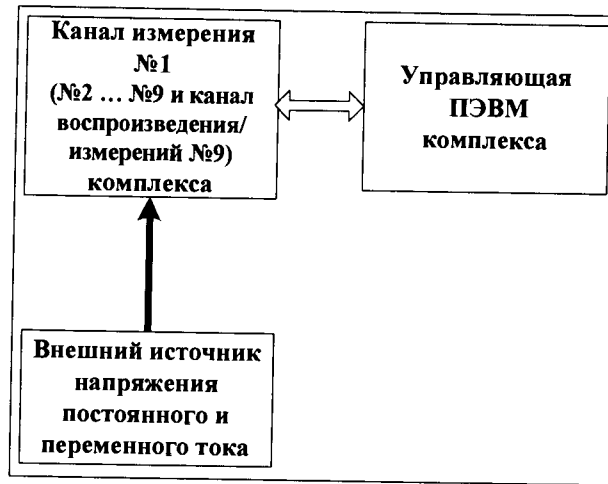 Канал измерения
№1
(№2 ... №9 и канал
воспроизведения/
измерений №9)
комплекса
Управляющая
ПЭВМ
комплекса
Внешний источник
напряжения
постоянного и
переменного тока